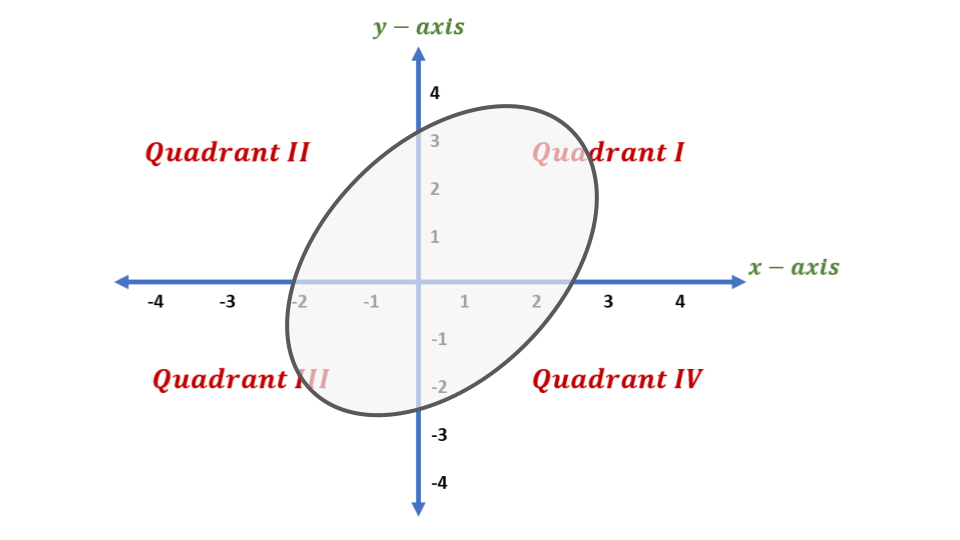 y – axis
4
Quadrant II
3
Quadrant I
2
1
x – axis
-4 -3 -2 -1 1 2 3 4
-1
Quadrant III
-2
Quadrant IV
-3
-4